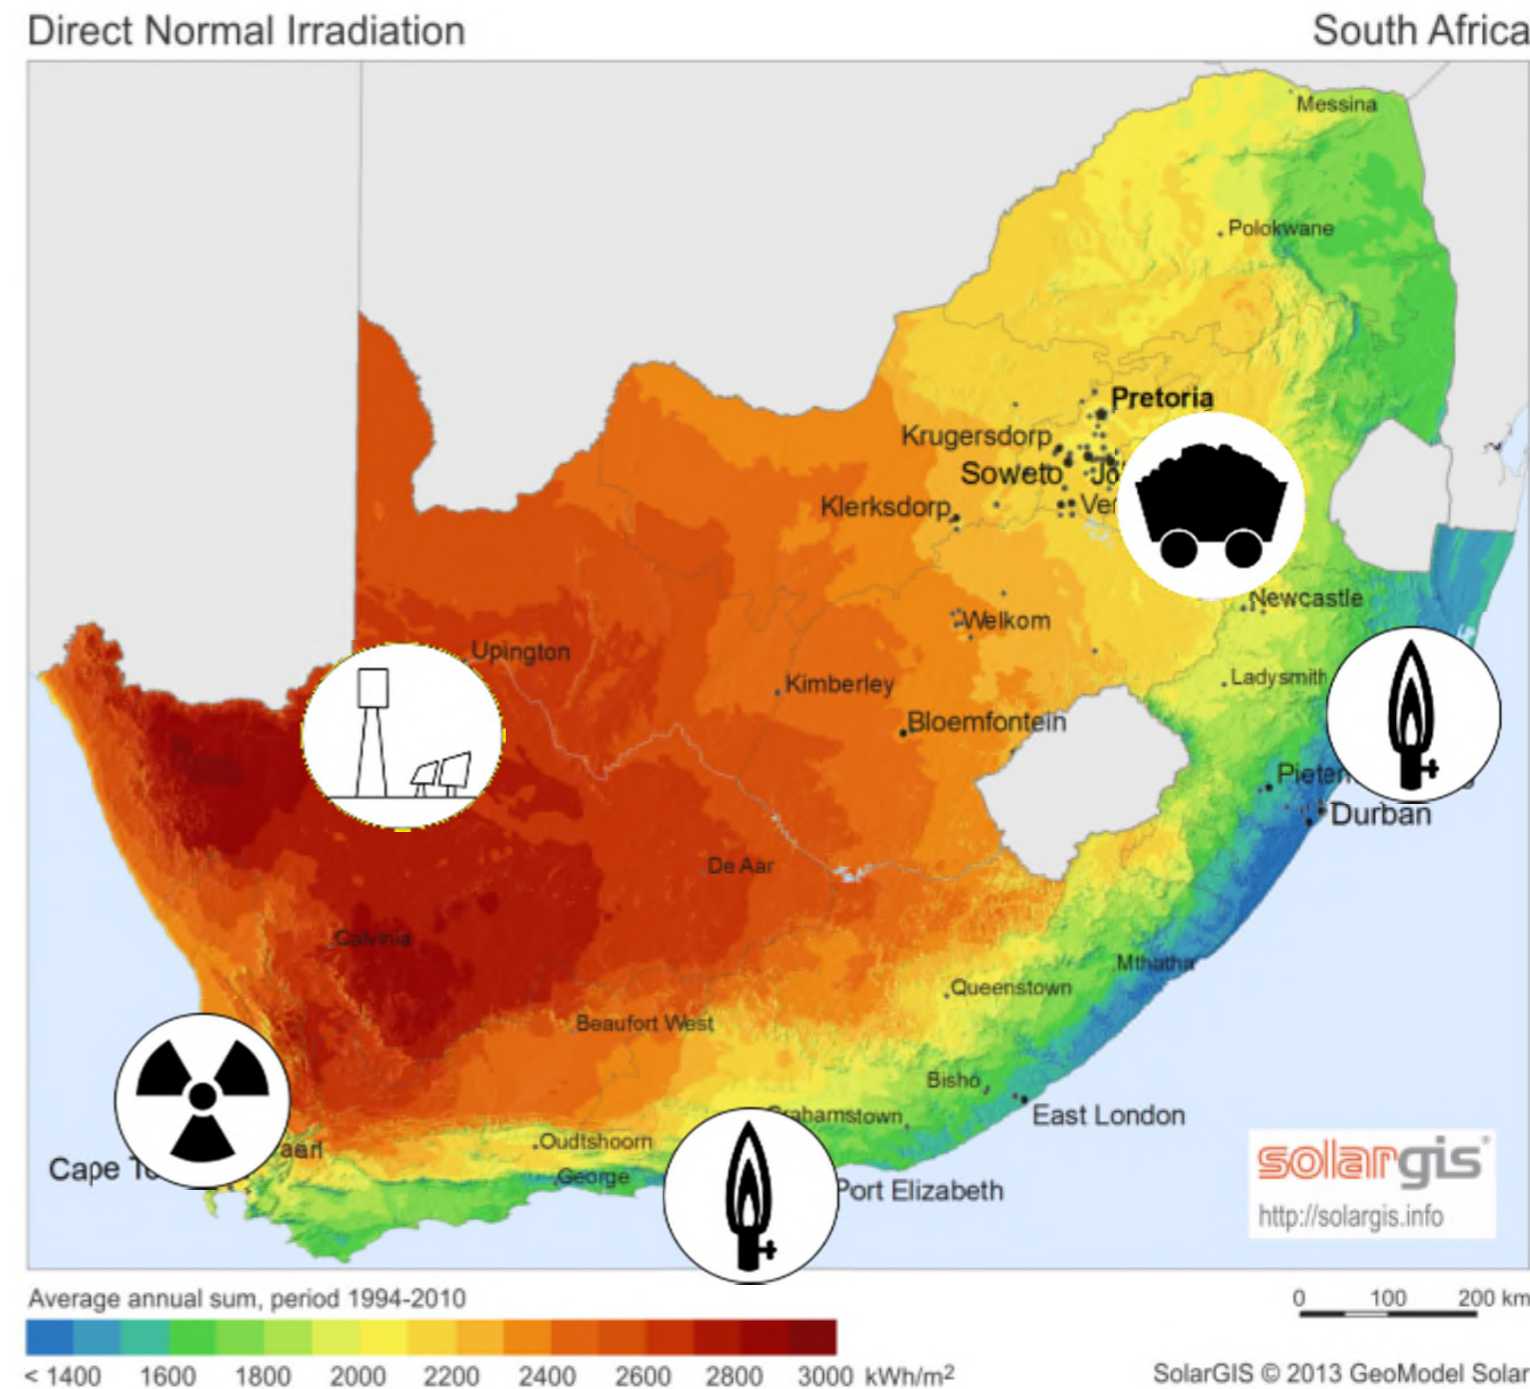 Direct Normal Irradiation
South Africa
Messina
Polokwane
Pretoria
Krugersdorp
Soweto
Klerksdorp
Newcastle
Welkom
Upington
Ladysmith
Kimberley
Bloemfontein
Durban
De Aar
Calvinia
Mthatha
Queenstown
Beaufort West
Bisho
Grahamstown
East London
Oudtshoorn
George
Cape
Port Elizabeth
solargis®
http://solargis.info
Average annual sum, period 1994-2010
0 100 200 km
< 1400 1600 1800 2000 2200 2400 2600 2800 3000 kWh/m²
SolarGIS © 2013 GeoModel Solar